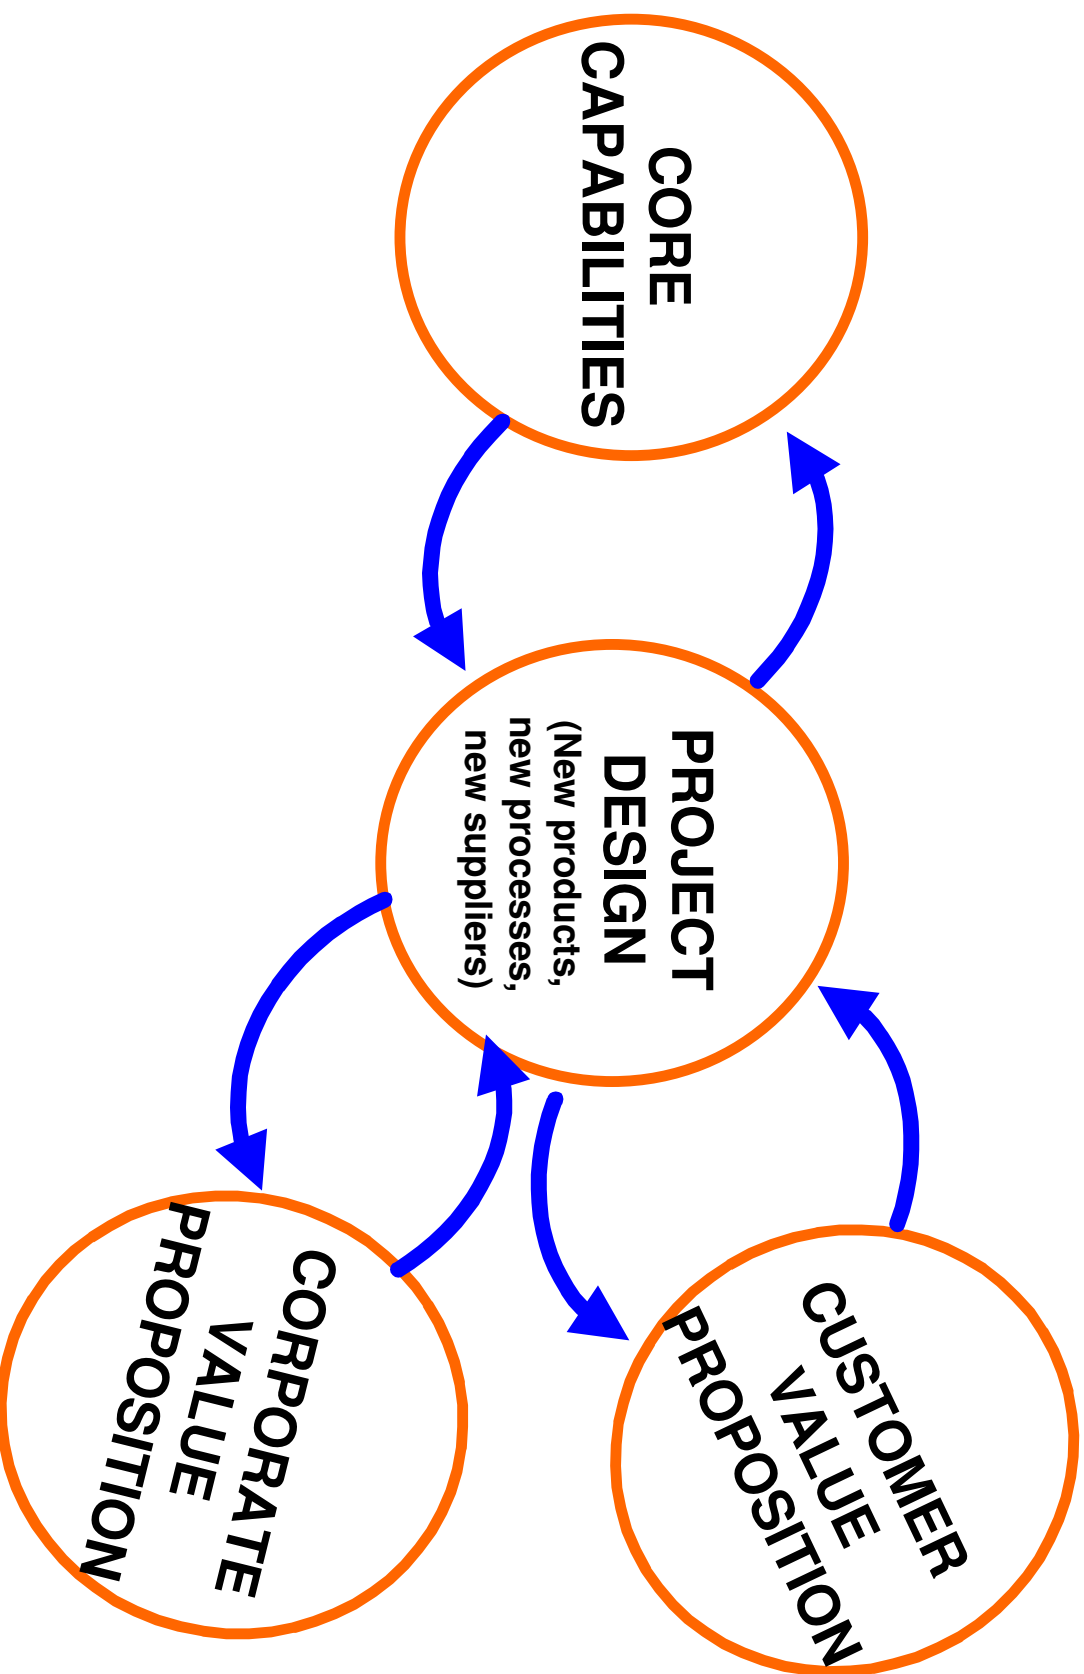 CORE
CAPABILITIES
PROJECT
DESIGN
(New products,
new processes,
new suppliers)
CUSTOMER
VALUE
PROPOSITION
CORPORATE
VALUE
PROPOSITION